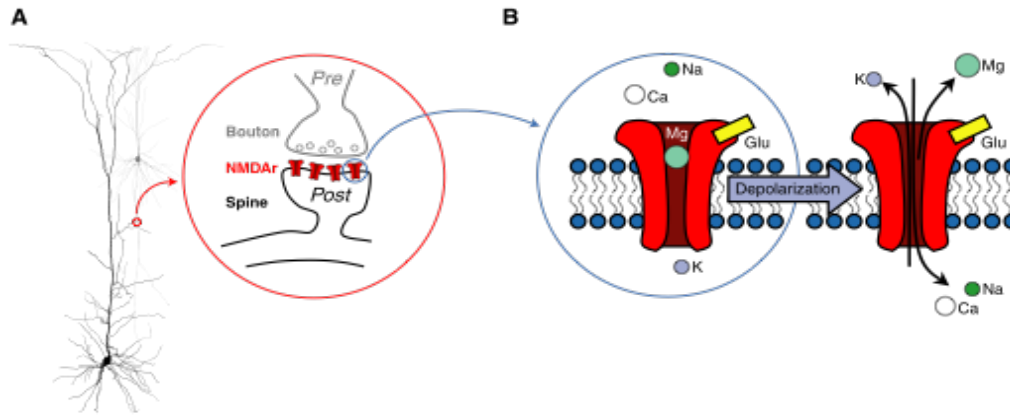 A
B
Pre
Bouton
NMDAr
Post
Spine
Na
Ca
Mg
Glu
Depolarization
K
K
Mg
Glu
Na
Ca